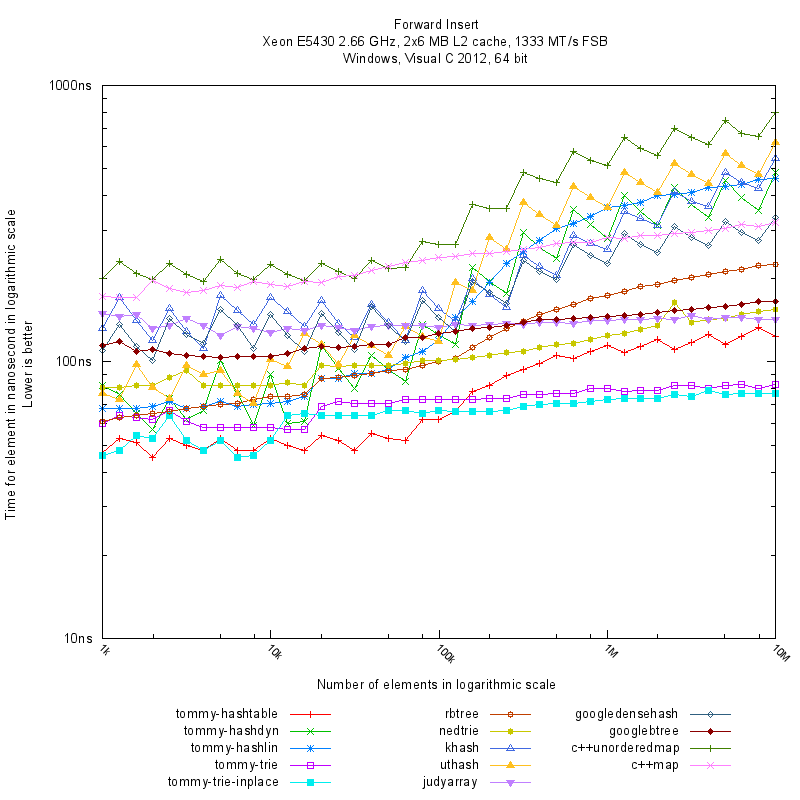 Forward Insert
Xeon E5430 2.66 GHz, 2x6 MB L2 cache, 1333 MT/s FSB
Windows, Visual C 2012, 64 bit
Time for element in nanosecond in logarithmic scale
Lower is better
1000ns
100ns
10ns
1k
10k
100k
1M
10M
Number of elements in logarithmic scale
tommy-hashtable
tommy-hashdyn
tommy-hashlin
tommy-trie
tommy-trie-inplace
rbtree
nedtrie
khash
uthash
judyarray
googledensehash
googlebtree
c++unorderedmap
c++map